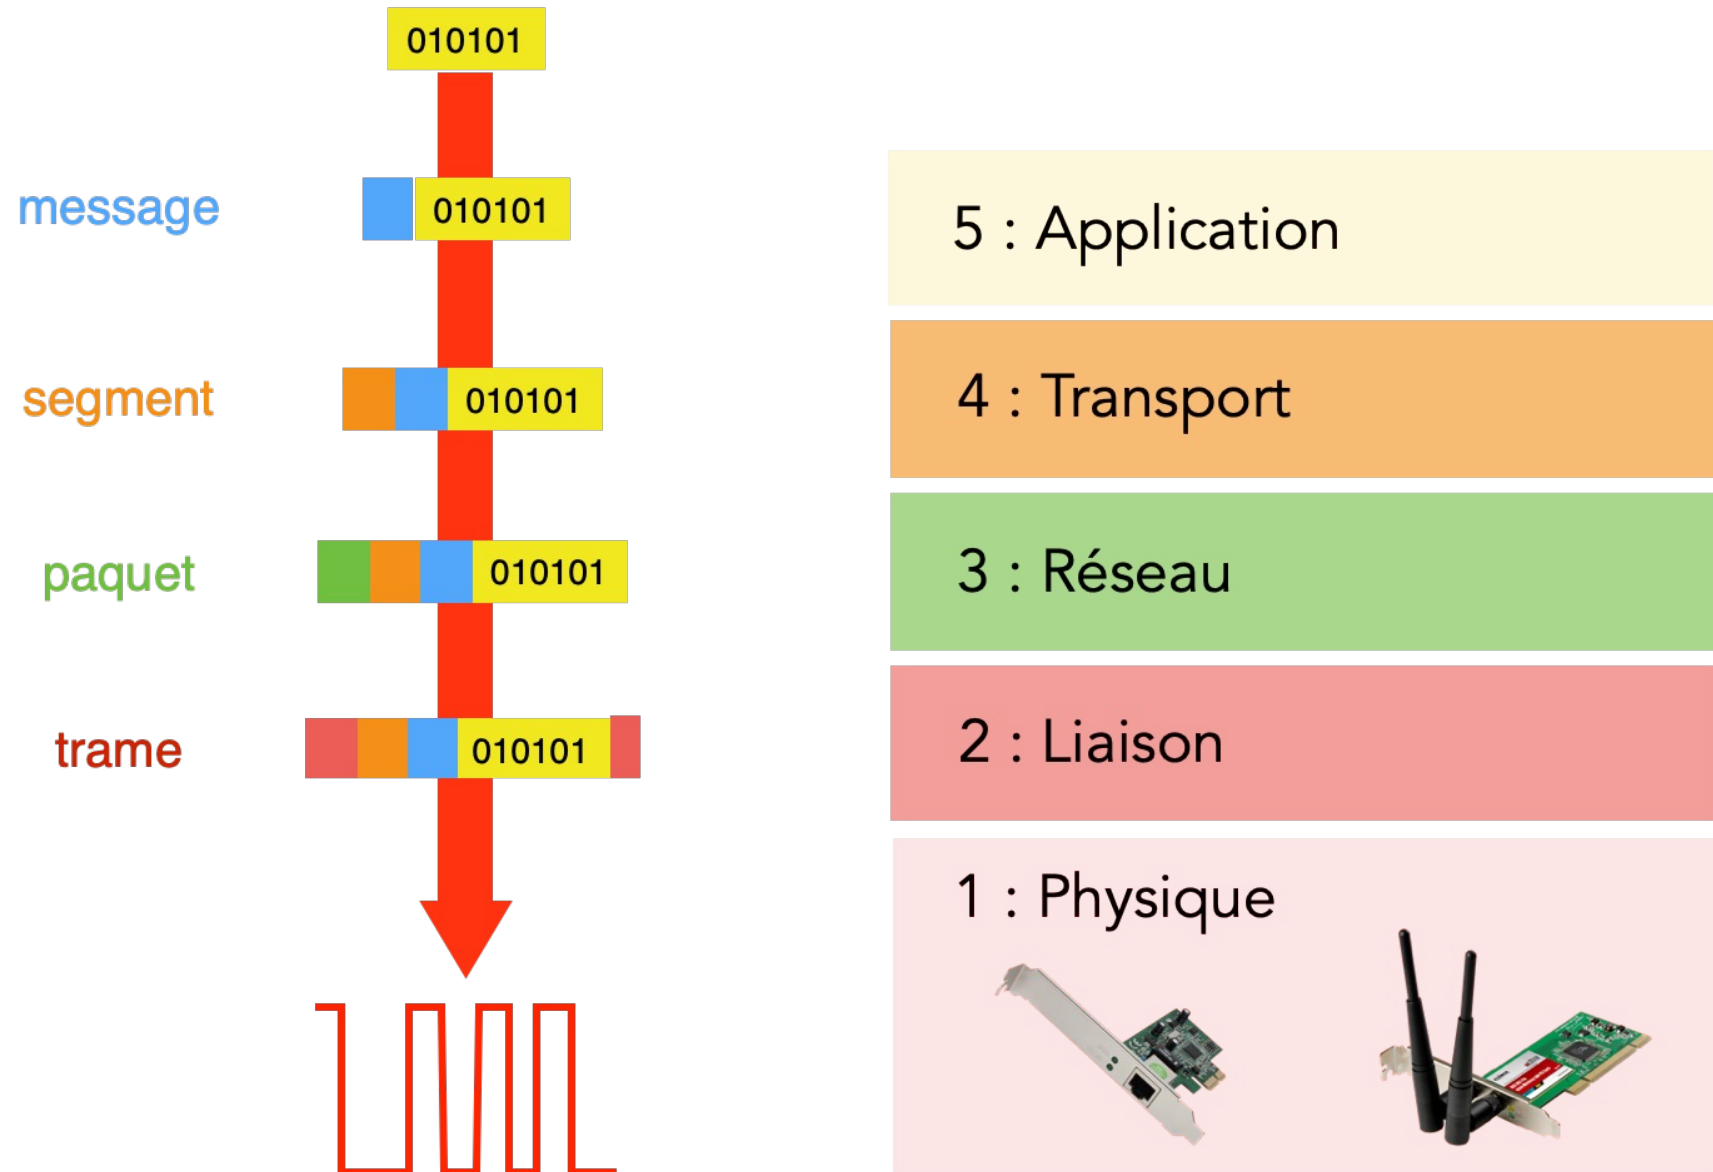 010101
message
010101
5 : Application
segment
010101
4 : Transport
paquet
010101
3 : Réseau
trame
010101
2 : Liaison
1 : Physique